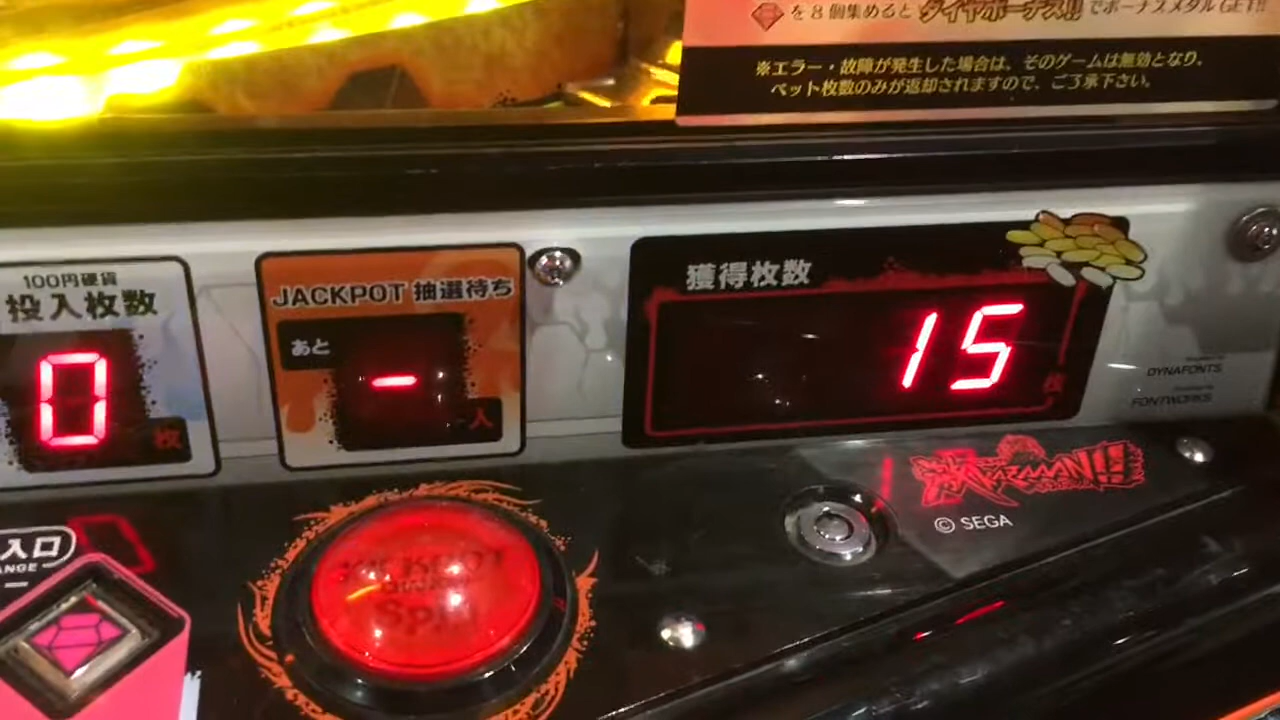 を8個集めるとダイヤボーナス!!でボーナスメダルGET!!
※エラー・故障が発生した場合は、そのゲームは無効となり、
ベット枚数のみが返却されますので、ご了承下さい。
100円硬貨
投入枚数
0
枚
JACKPOT 抽選待ち
あと
-
人
獲得枚数
15
枚
DYNAFONTS
FONTWORKS
© SEGA
入口
ANGE
JACKPOT
Spin